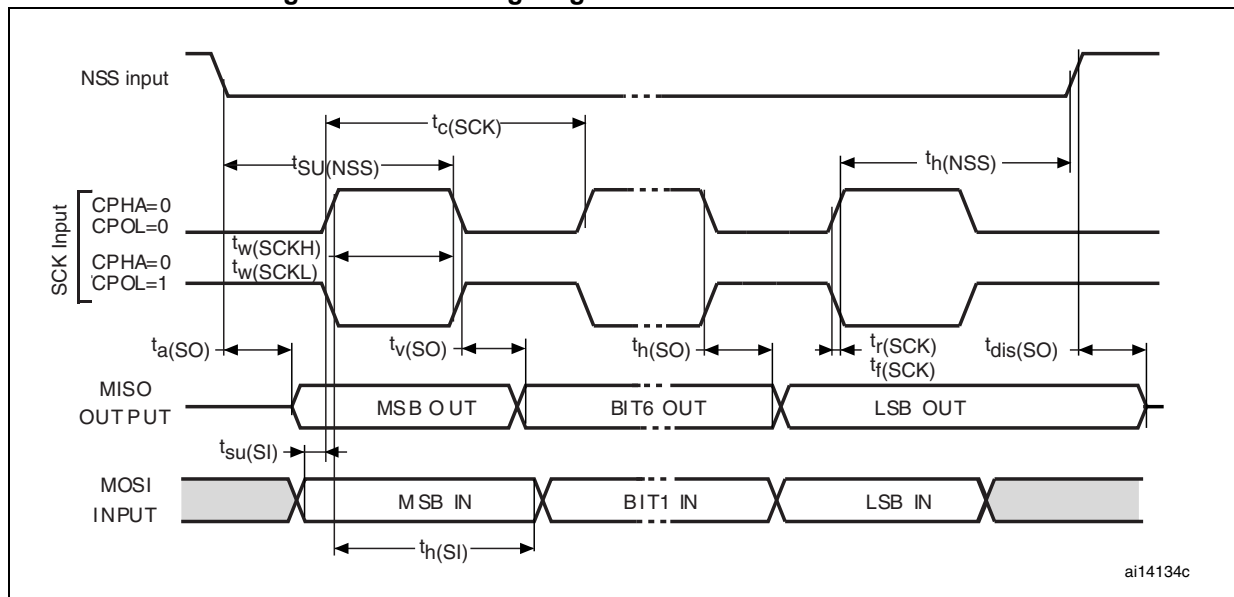 NSS input
tc(SCK)
tSU(NSS)
th(NSS)
SCK Input
CPHA=0
CPOL=0
tw(SCKH)
CPHA=0
tw(SCKL)
CPOL=1
ta(SO)
tv(SO)
th(SO)
tr(SCK)
tf(SCK)
tdis(SO)
MISO
OUTPUT
MSB OUT
BIT6 OUT
LSB OUT
tsu(SI)
MOSI
INPUT
MSB IN
BIT1 IN
LSB IN
th(SI)
ai14134c